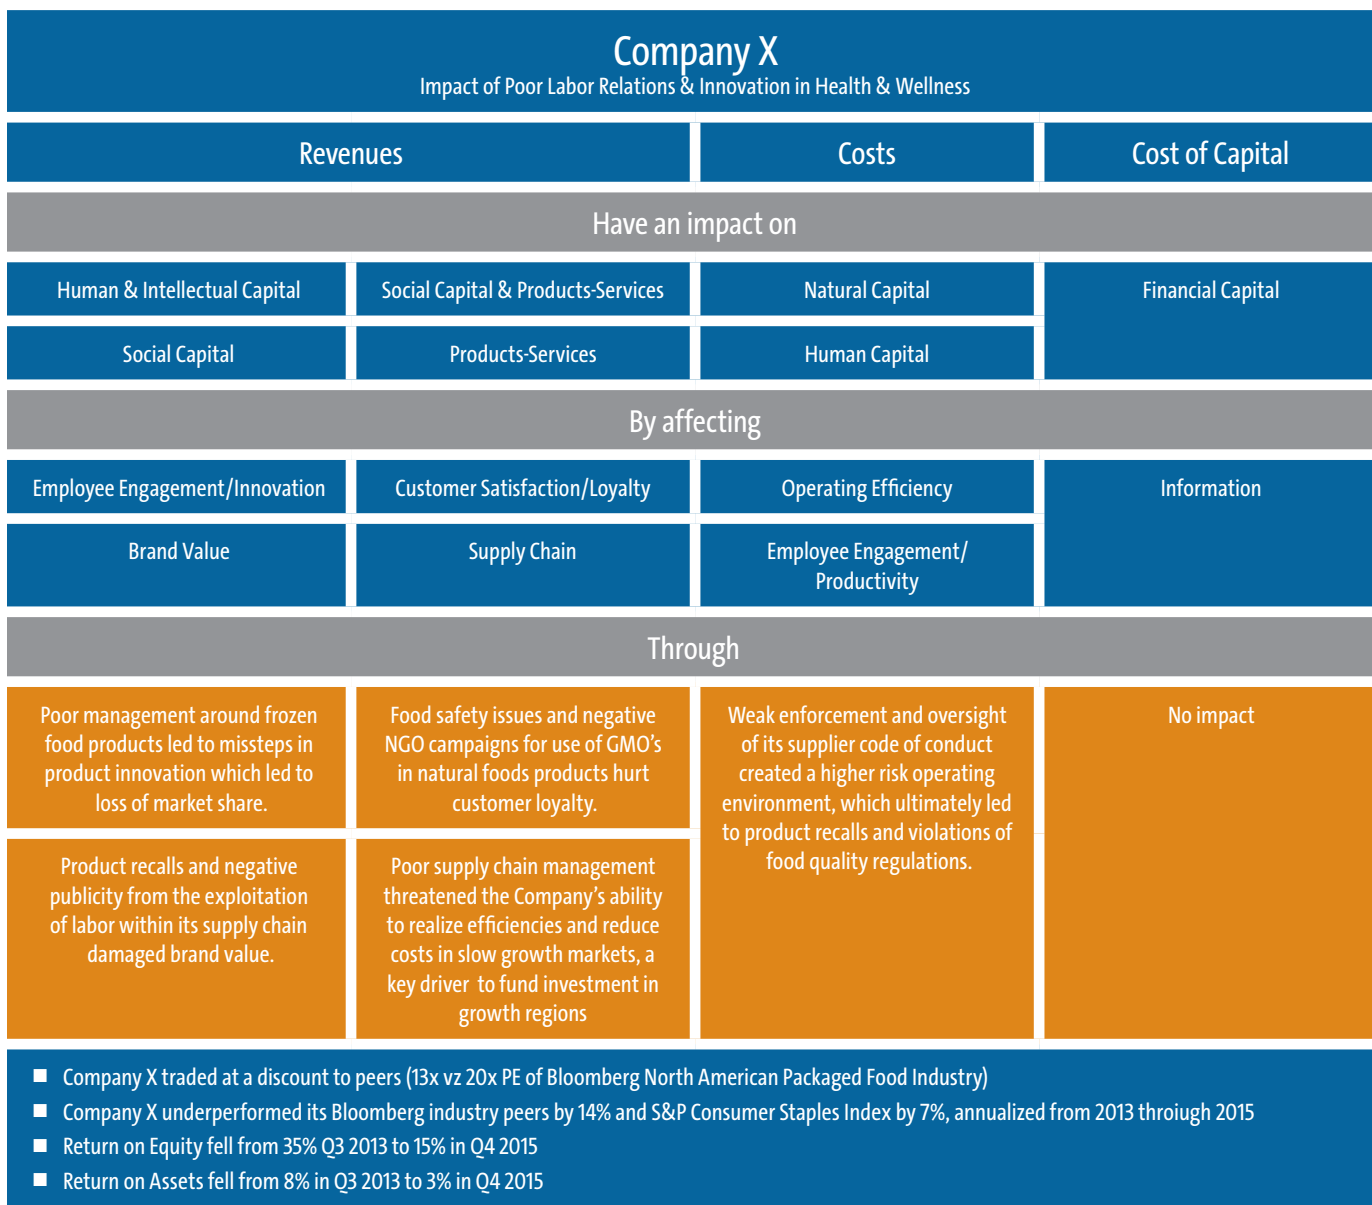 Company X
Impact of Poor Labor Relations & Innovation in Health & Wellness
Revenues
Costs
Cost of Capital
Have an impact on
Human & Intellectual Capital
Social Capital & Products-Services
Natural Capital
Financial Capital
Social Capital
Products-Services
Human Capital
By affecting
Employee Engagement/Innovation
Customer Satisfaction/Loyalty
Operating Efficiency
Information
Brand Value
Supply Chain
Employee Engagement/
Productivity
Through
Poor management around frozen
food products led to missteps in
product innovation which led to
loss of market share.
Food safety issues and negative
NGO campaigns for use of GMO's
in natural foods products hurt
customer loyalty.
Weak enforcement and oversight
of its supplier code of conduct
created a higher risk operating
environment, which ultimately led
to product recalls and violations of
food quality regulations.
No impact
Product recalls and negative
publicity from the exploitation
of labor within its supply chain
damaged brand value.
Poor supply chain management
threatened the Company's ability
to realize efficiencies and reduce
costs in slow growth markets, a
key driver to fund investment in
growth regions
■ Company X traded at a discount to peers (13x vz 20x PE of Bloomberg North American Packaged Food Industry)
■ Company X underperformed its Bloomberg industry peers by 14% and S&P Consumer Staples Index by 7%, annualized from 2013 throiugh 2015
■ Return on Equity fell from 35% Q3 2013 to 15% in Q4 2015
■ Return on Assets fell from 8% in Q3 2013 to 3% in Q4 2015